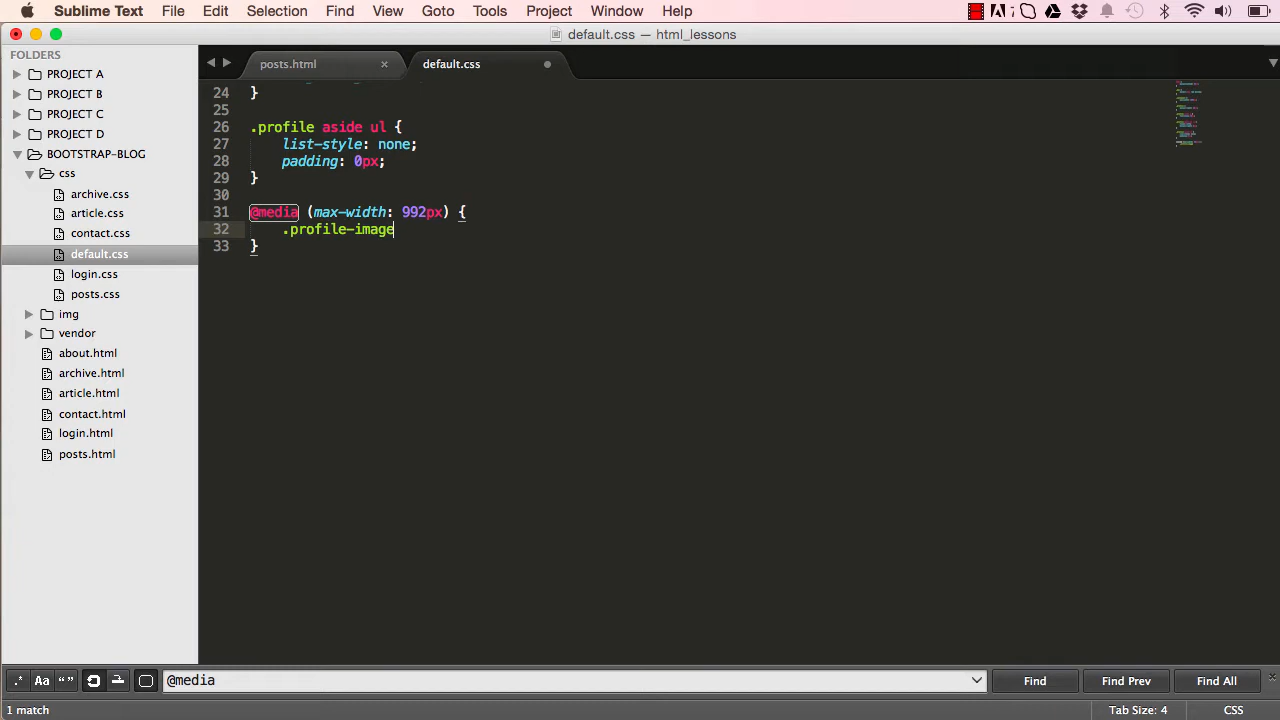 Sublime Text File Edit Selection Find View Goto Tools Project Window Help 7
default.css — html_lessons
FOLDERS
PROJECT A
PROJECT B
PROJECT C
PROJECT D
BOOTSTRAP-BLOG
css
archive.css
article.css
contact.css
default.css
login.css
posts.css
img
vendor
about.html
archive.html
article.html
contact.html
login.html
posts.html
posts.html × default.css
24 }
25
26 .profile aside ul {
27 list-style: none;
28 padding: 0px;
29 }
30
31 @media (max-width: 992px) {
32 .profile-image
33 }
.* Aa “” @media Find Find Prev Find All ×
1 match Tab Size: 4 CSS